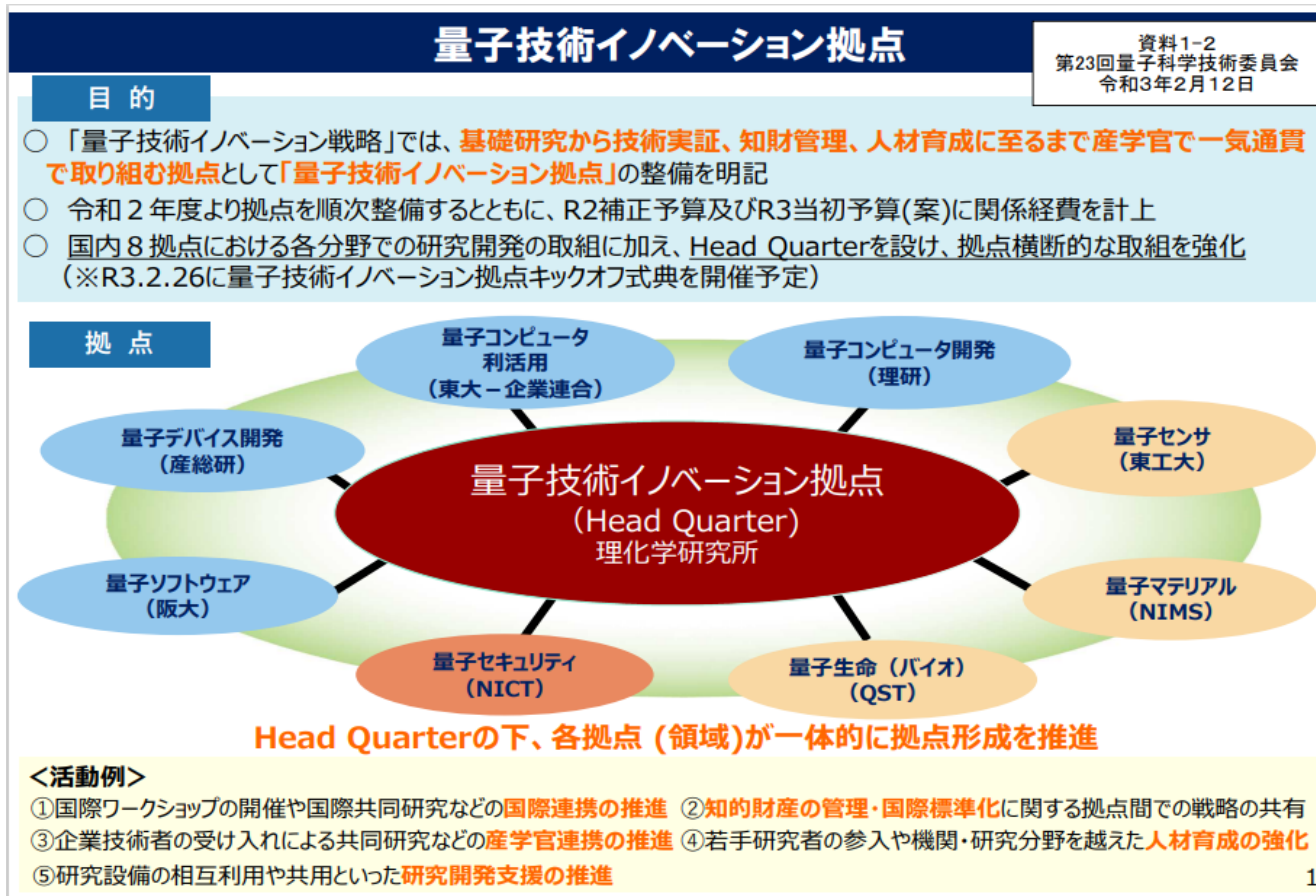 量子技術イノベーション拠点
資料1-2
第23回量子科学技術委員会
令和3年2月12日
目 的
○ 「量子技術イノベーション戦略」では、基礎研究から技術実証、知財管理、人材育成に至るまで産学官で一気通貫
で取り組む拠点として「量子技術イノベーション拠点」の整備を明記
○ 令和2年度より拠点を順次整備するとともに、R2補正予算及びR3当初予算(案)に関係経費を計上
○ 国内8拠点における各分野での研究開発の取組に加え、Head Quarterを設け、拠点横断的な取組を強化
（※R3.2.26に量子技術イノベーション拠点キックオフ式典を開催予定）
拠 点
量子コンピュータ
利活用
（東大－企業連合）
量子コンピュータ開発
（理研）
量子デバイス開発
（産総研）
量子センサ
（東工大）
量子技術イノベーション拠点
（Head Quarter)
理化学研究所
量子ソフトウェア
（阪大）
量子マテリアル
（NIMS）
量子セキュリティ
（NICT）
量子生命（バイオ）
（QST）
Head Quarterの下、各拠点 (領域)が一体的に拠点形成を推進
＜活動例＞
①国際ワークショップの開催や国際共同研究などの国際連携の推進 ②知的財産の管理・国際標準化に関する拠点間での戦略の共有
③企業技術者の受け入れによる共同研究などの産学官連携の推進 ④若手研究者の参入や機関・研究分野を越えた人材育成の強化
⑤研究設備の相互利用や共用といった研究開発支援の推進
1